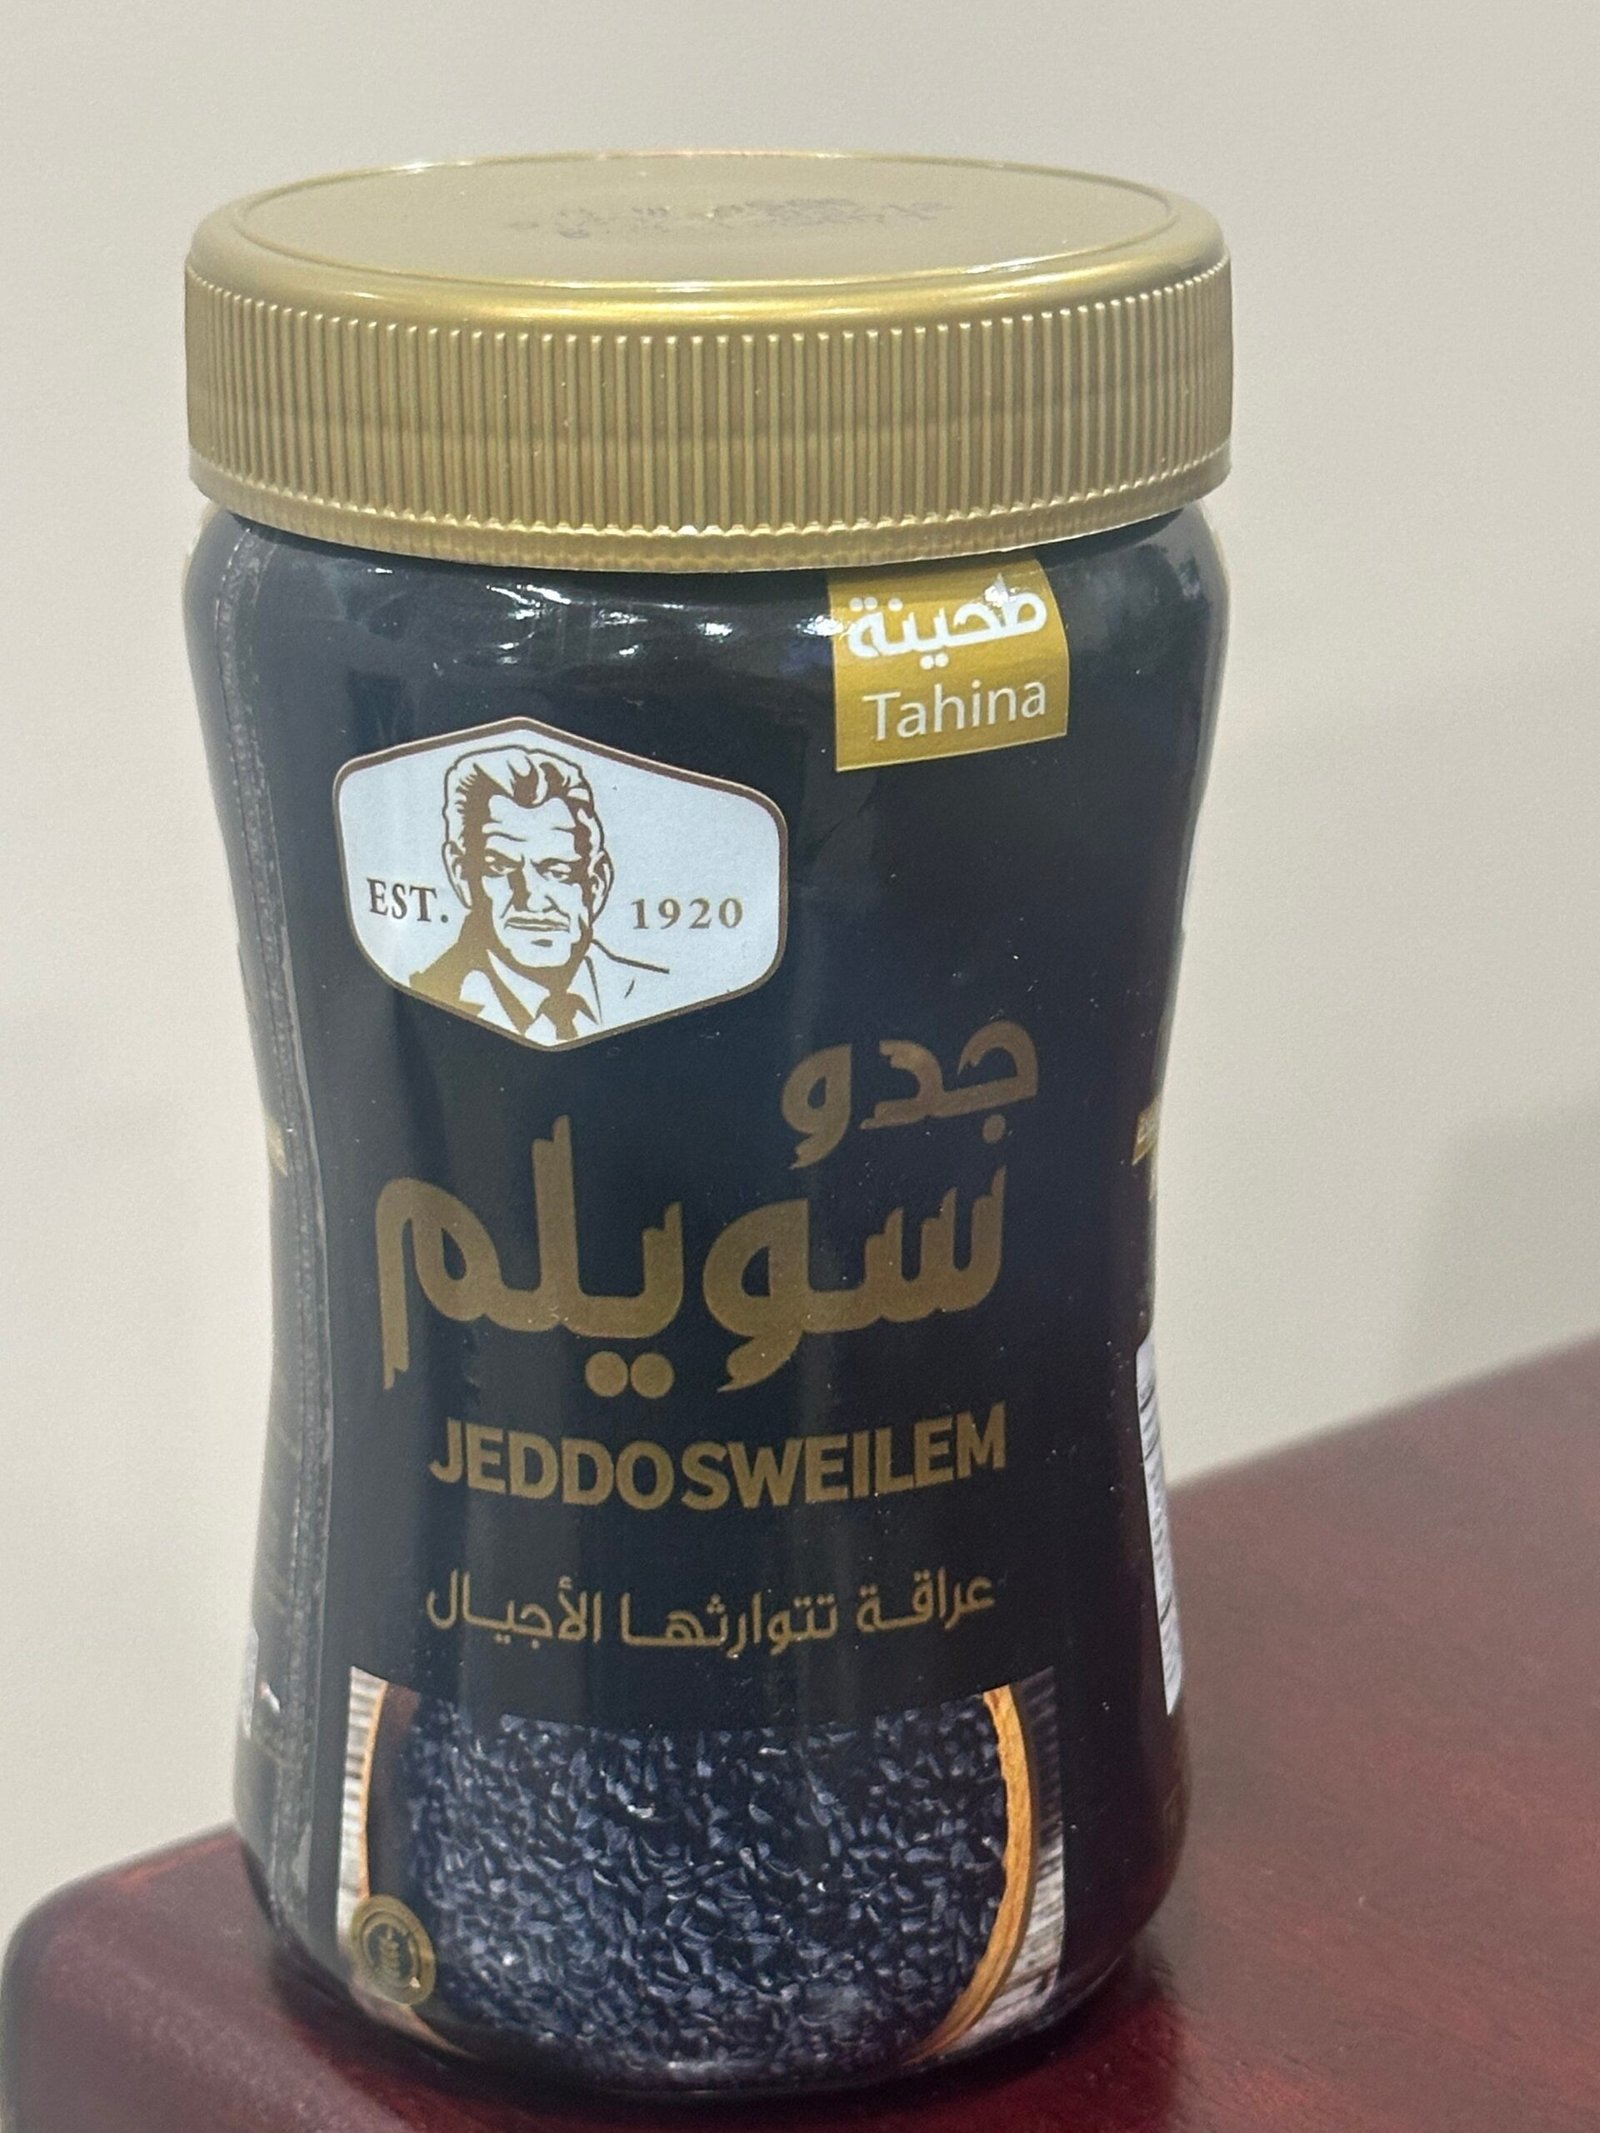 طحينة
Tahina
EST. 1920
جدو
سويلم
JEDDO SWEILEM
عراقة تتوارثها الأجيال